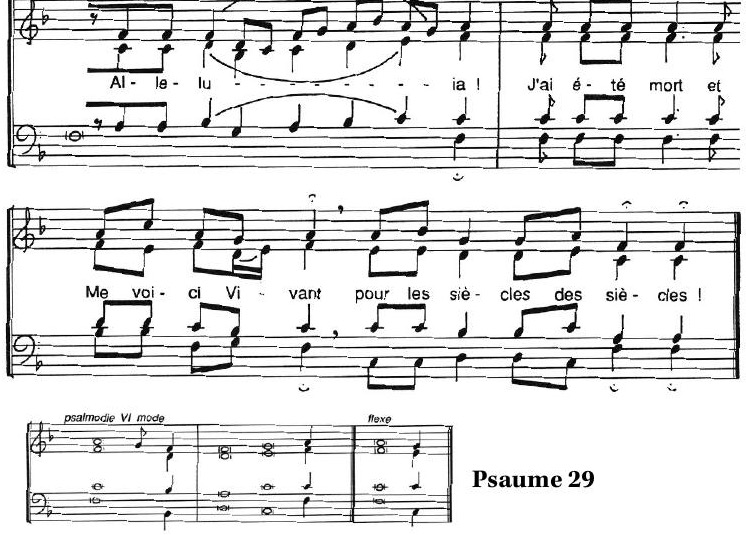 Al - le - lu - - - - - - - - ia ! J'ai é - té mort et
Me voi - ci Vi - vant pour les siè - cles des siè - cles !
psalmodie VI mode flexe
Psaume 29